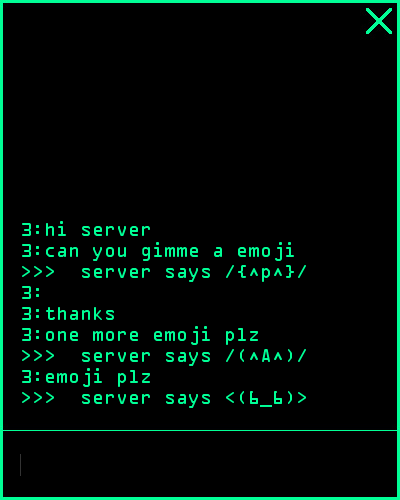 3:hi server
3:can you gimme a emoji
>>>  server says /{^p^}/
3:
3:thanks
3:one more emoji plz
>>>  server says /(^A^)/
3:emoji plz
>>>  server says <(6_6)>